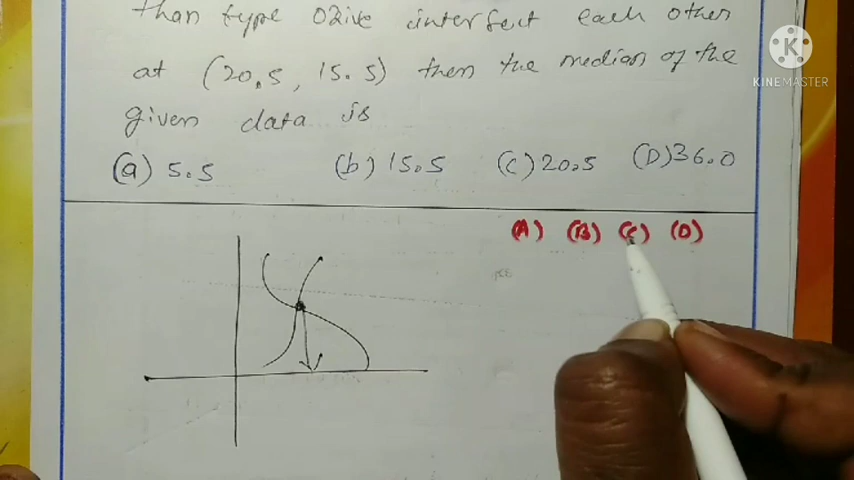 than type ogive interfect each other
at (20.5, 15.5) then the median of the
given data is
(a) 5.5 (b) 15.5 (C) 20.5 (D) 36.0
(A) (B) (C) (D)
K
KINEMASTER